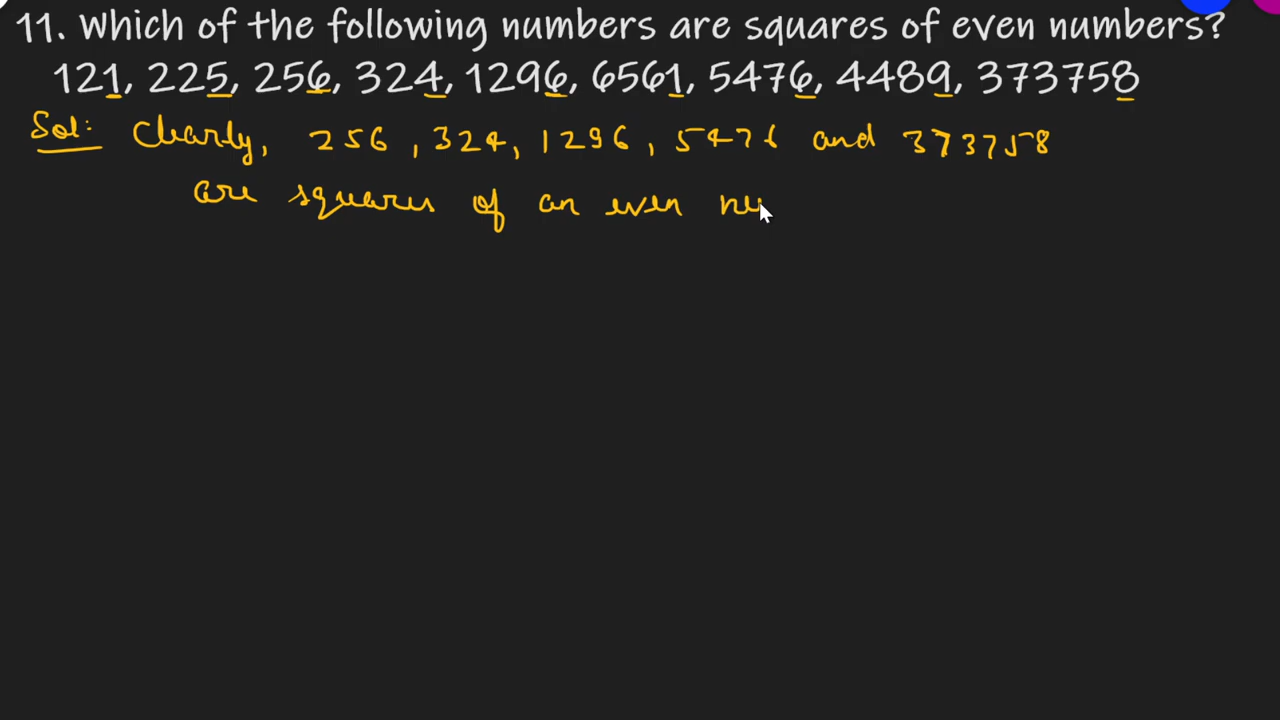 11. Which of the following numbers are squares of even numbers?
121, 225, 256, 324, 1296, 6561, 5476, 4489, 373758
Sol: Clearly, 256, 324, 1296, 5476 and 373758
are squares of an even nu